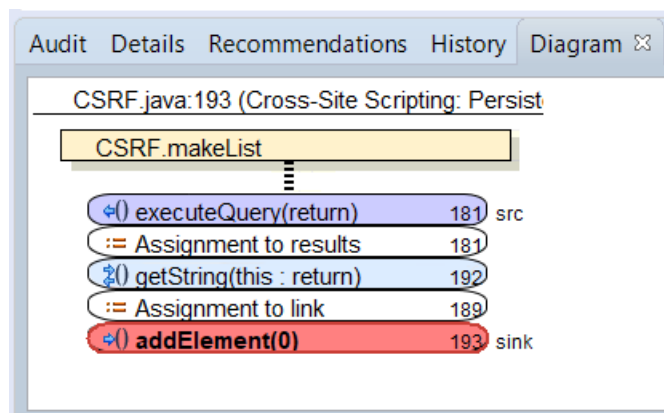 Audit Details Recommendations History Diagram
CSRF.java:193 (Cross-Site Scripting: Persist
CSRF.makeList
executeQuery(return) 181 src
:= Assignment to results 181
getString(this : return) 192
:= Assignment to link 189
addElement(0) 193 sink